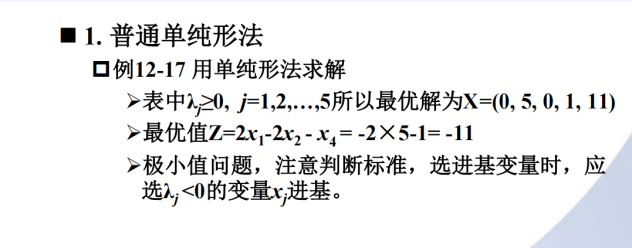 ■ 1. 普通单纯形法
□例12-17 用单纯形法求解
➢表中λj≥0, j=1,2,…,5所以最优解为X=(0, 5, 0, 1, 11)
➢最优值Z=2x1-2x2 - x4 = -2×5-1= -11
➢极小值问题，注意判断标准，选进基变量时，应
选λj<0的变量xj进基。